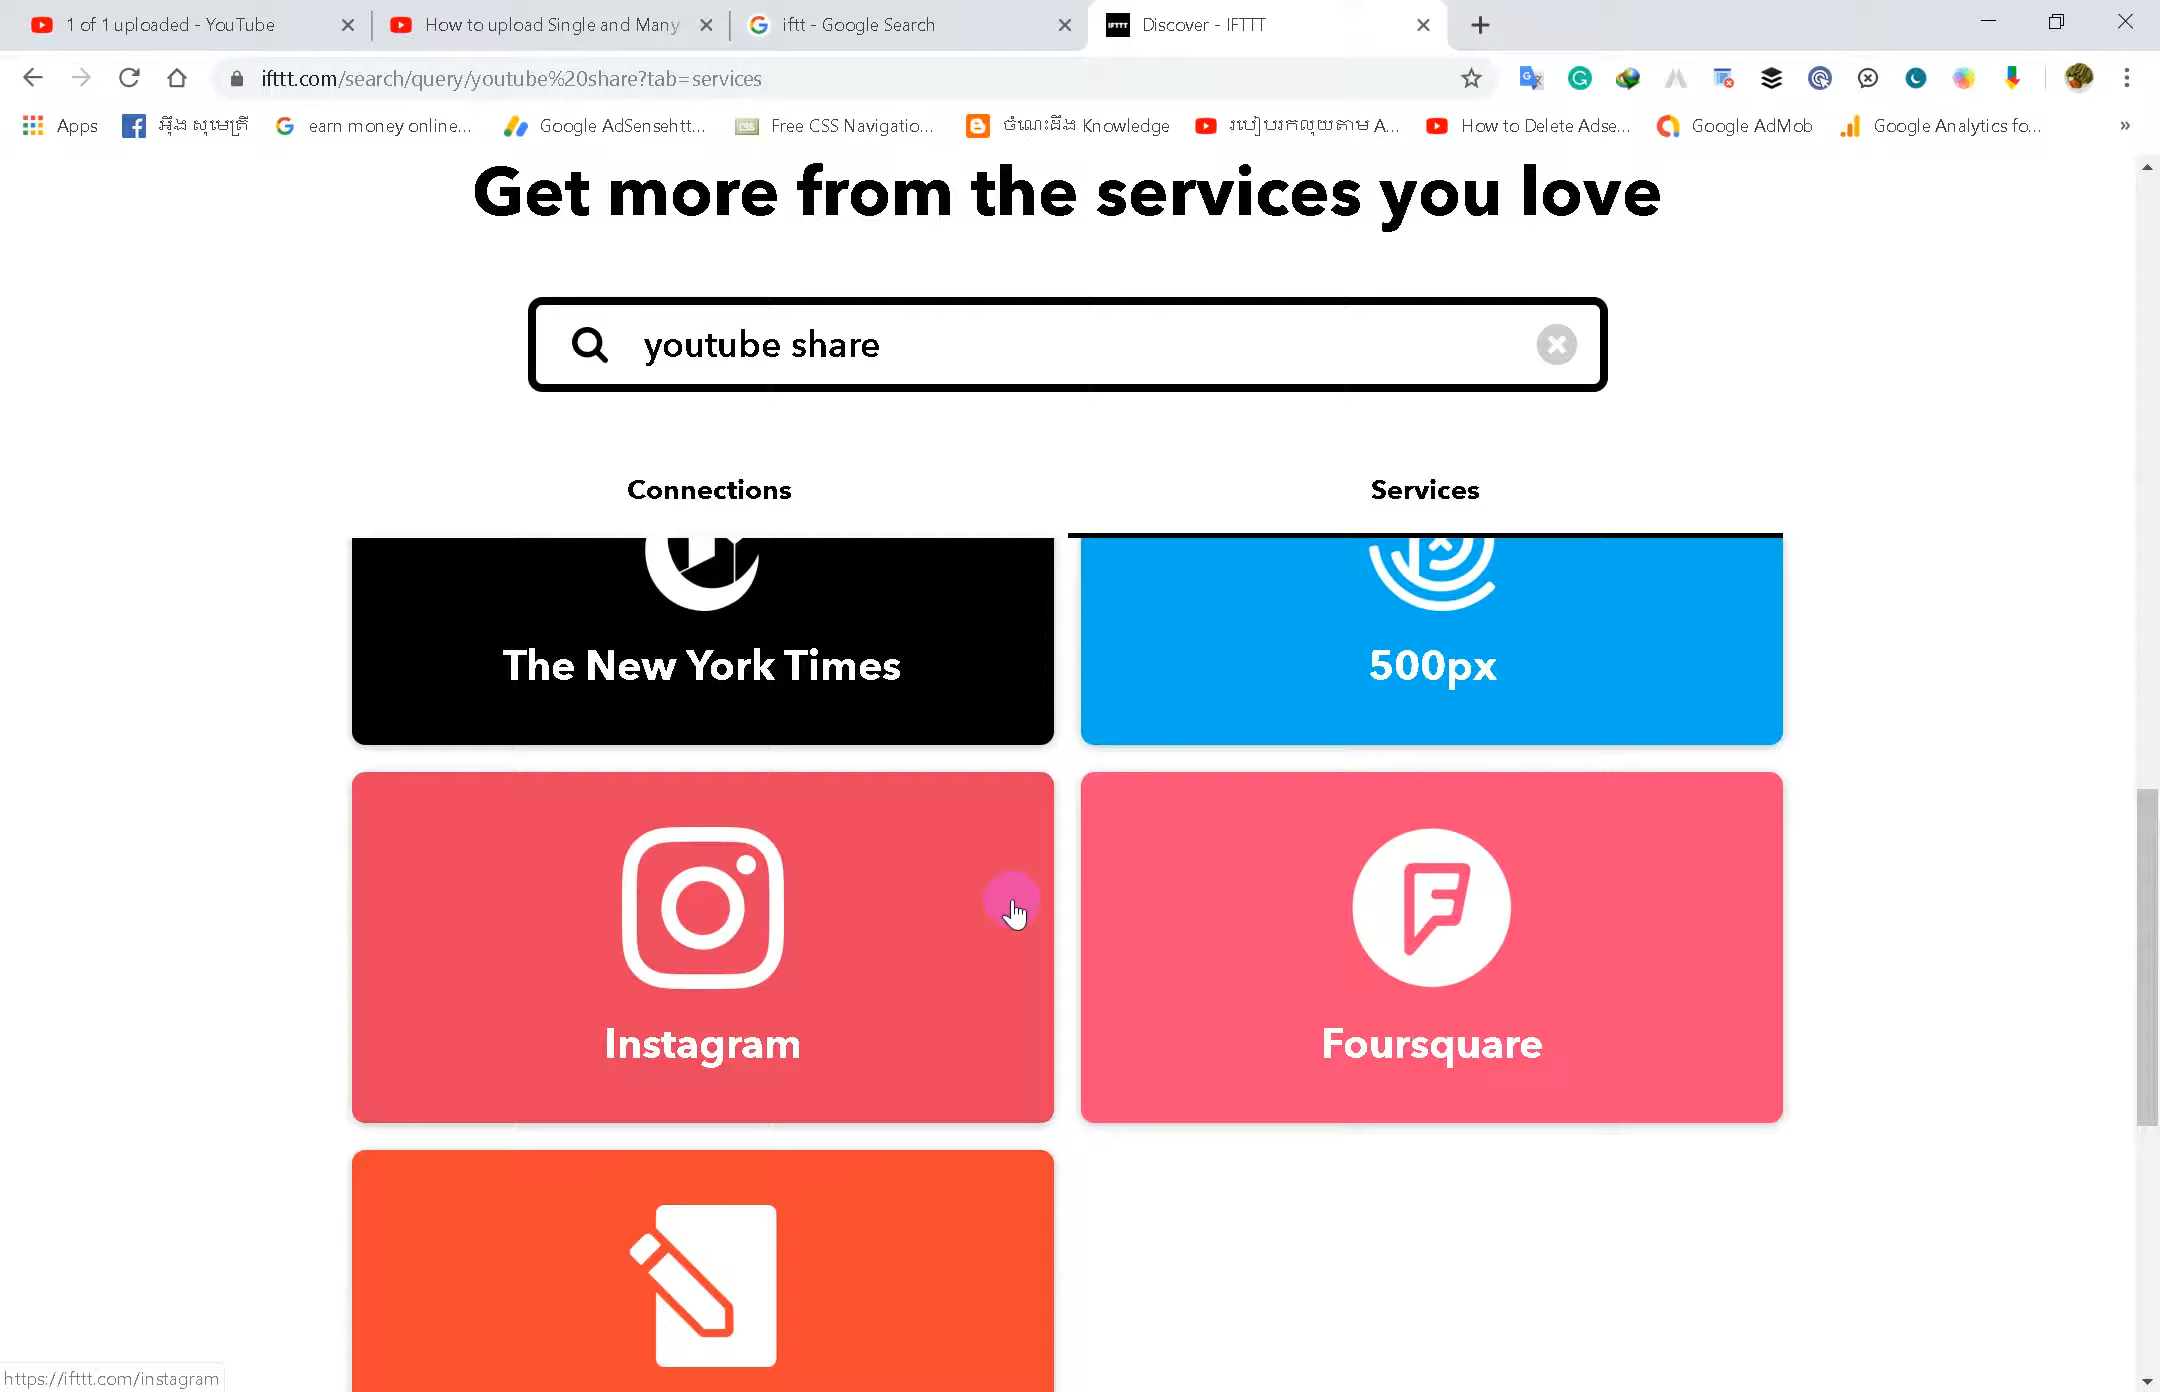 1 of 1 uploaded - YouTube
How to upload Single and Many
iftt - Google Search
IFTTT
Discover - IFTTT
ifttt.com/search/query/youtube%20share?tab=services
Apps
អ៊ឹង សុមេត្រី
earn money online...
Google AdSensehtt...
Free CSS Navigatio...
ចំណេះដឹង Knowledge
របៀបរកលុយតាម A...
How to Delete Adse...
Google AdMob
Google Analytics fo...
»
Get more from the services you love
youtube share
Connections
Services
The New York Times
500px
Instagram
Foursquare
https://ifttt.com/instagram